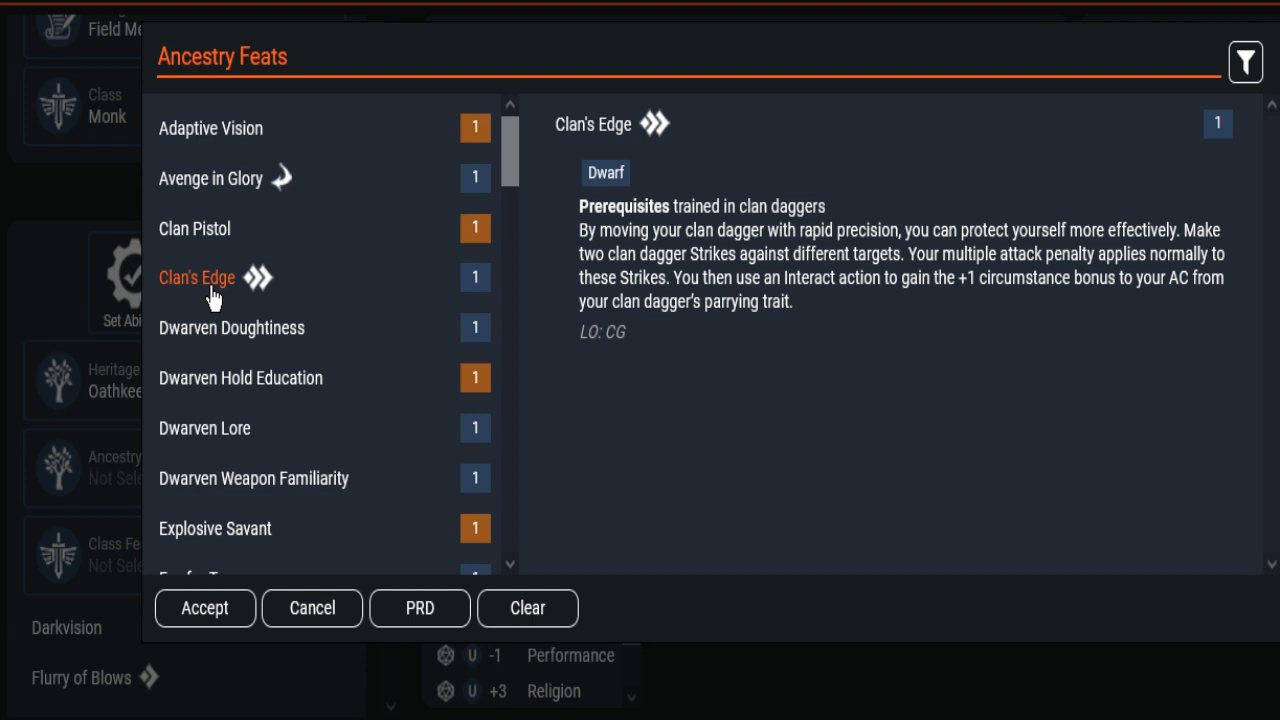 Field Me
Class
Monk
Set Abi
Heritage
Oathkee
Ancestry
Not Sele
Class Fe
Not Sele
Darkvision
Flurry of Blows
Ancestry Feats
Adaptive Vision 1
Avenge in Glory 1
Clan Pistol 1
Clan's Edge 1
Dwarven Doughtiness 1
Dwarven Hold Education 1
Dwarven Lore 1
Dwarven Weapon Familiarity 1
Explosive Savant 1
Clan's Edge 1
Dwarf
Prerequisites trained in clan daggers
By moving your clan dagger with rapid precision, you can protect yourself more effectively. Make
two clan dagger Strikes against different targets. Your multiple attack penalty applies normally to
these Strikes. You then use an Interact action to gain the +1 circumstance bonus to your AC from
your clan dagger's parrying trait.
LO: CG
Accept Cancel PRD Clear
U -1 Performance
U +3 Religion